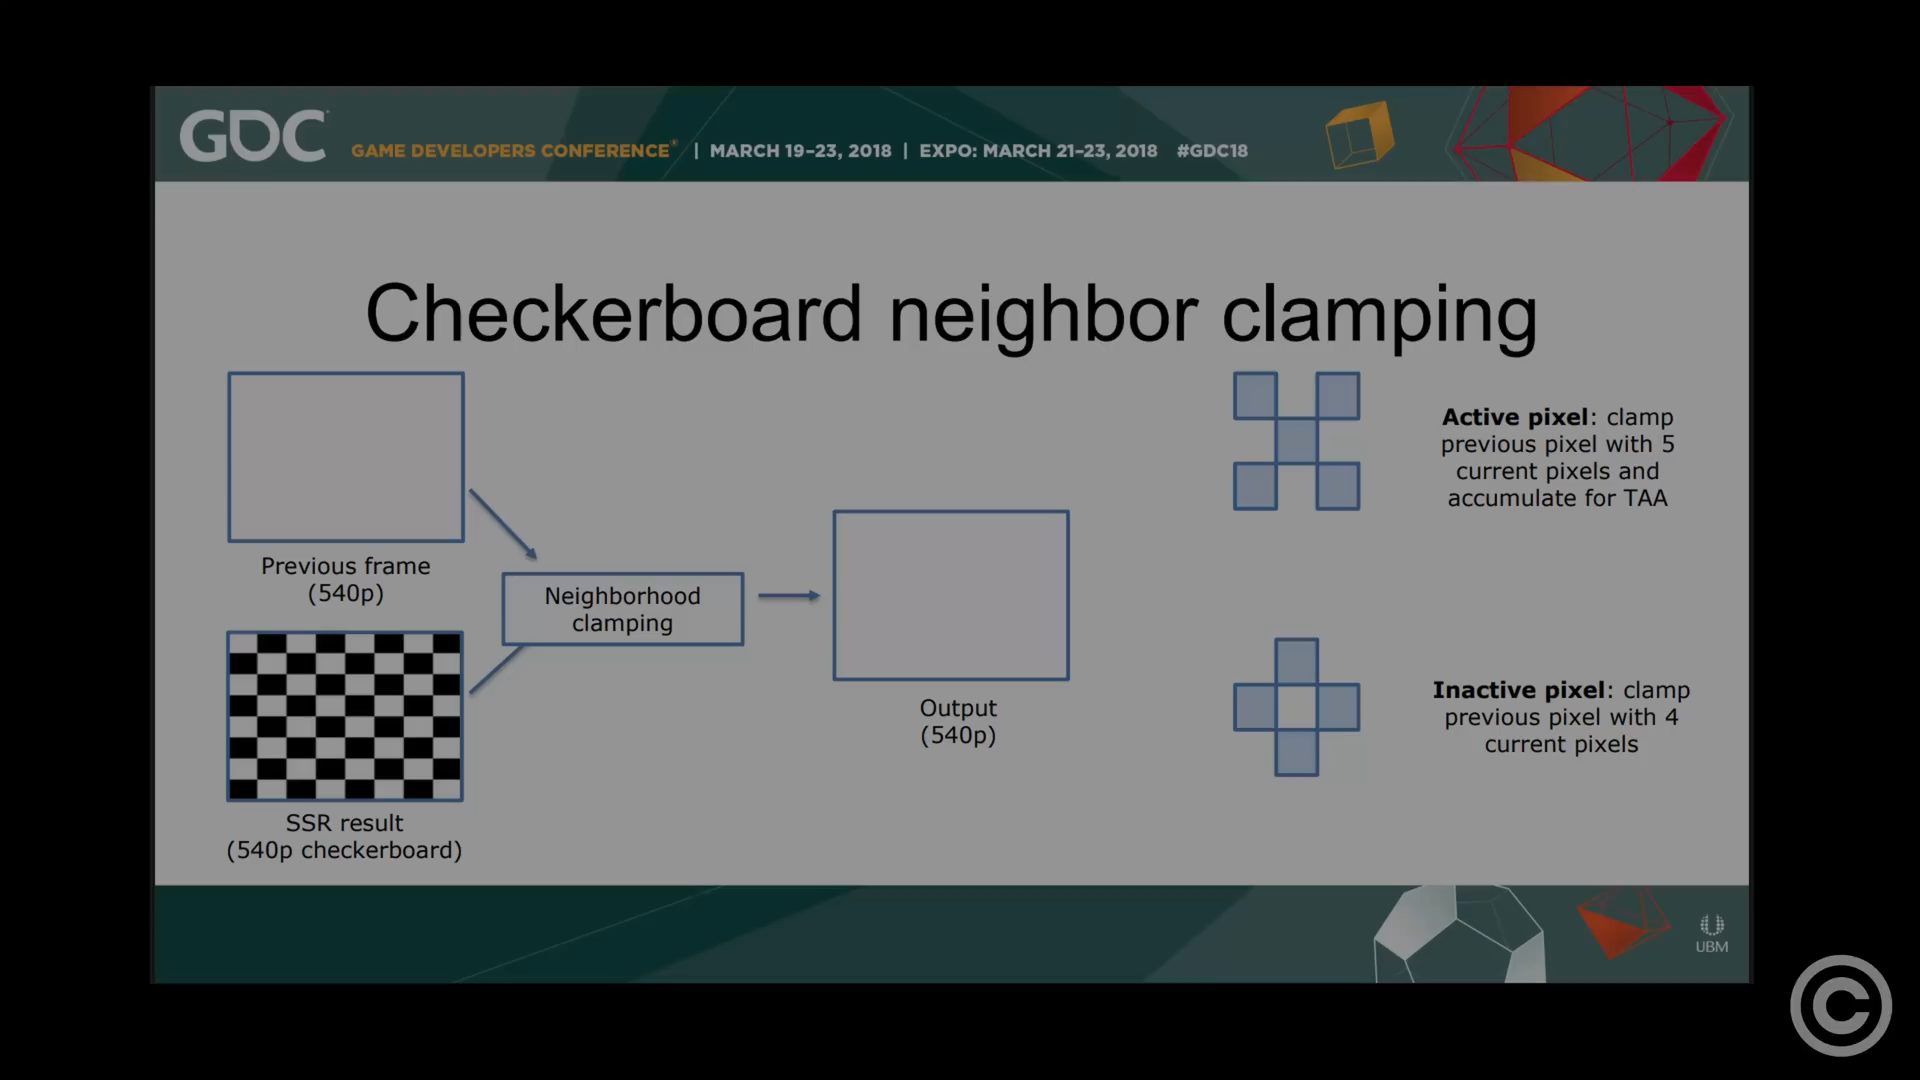 GDC
GAME DEVELOPERS CONFERENCE® | MARCH 19–23, 2018 | EXPO: MARCH 21–23, 2018 #GDC18
Checkerboard neighbor clamping
Previous frame
(540p)
SSR result
(540p checkerboard)
Neighborhood
clamping
Output
(540p)
Active pixel: clamp
previous pixel with 5
current pixels and
accumulate for TAA
Inactive pixel: clamp
previous pixel with 4
current pixels
UBM
©